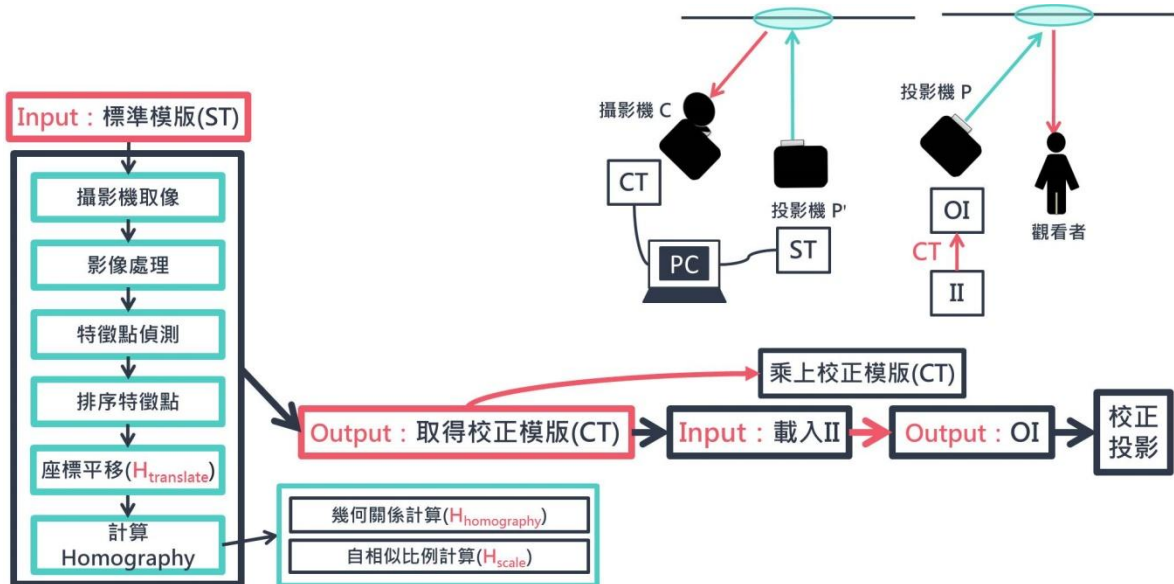 Input：標準模版(ST)
攝影機取像
影像處理
特徵點偵測
排序特徵點
座標平移(H_translate)
計算
Homography
幾何關係計算(H_homography)
自相似比例計算(H_scale)
攝影機 C
CT
PC
投影機 P'
ST
投影機 P
OI
CT
II
觀看者
乘上校正模版(CT)
Output：取得校正模版(CT)
Input：載入II
Output：OI
校正
投影